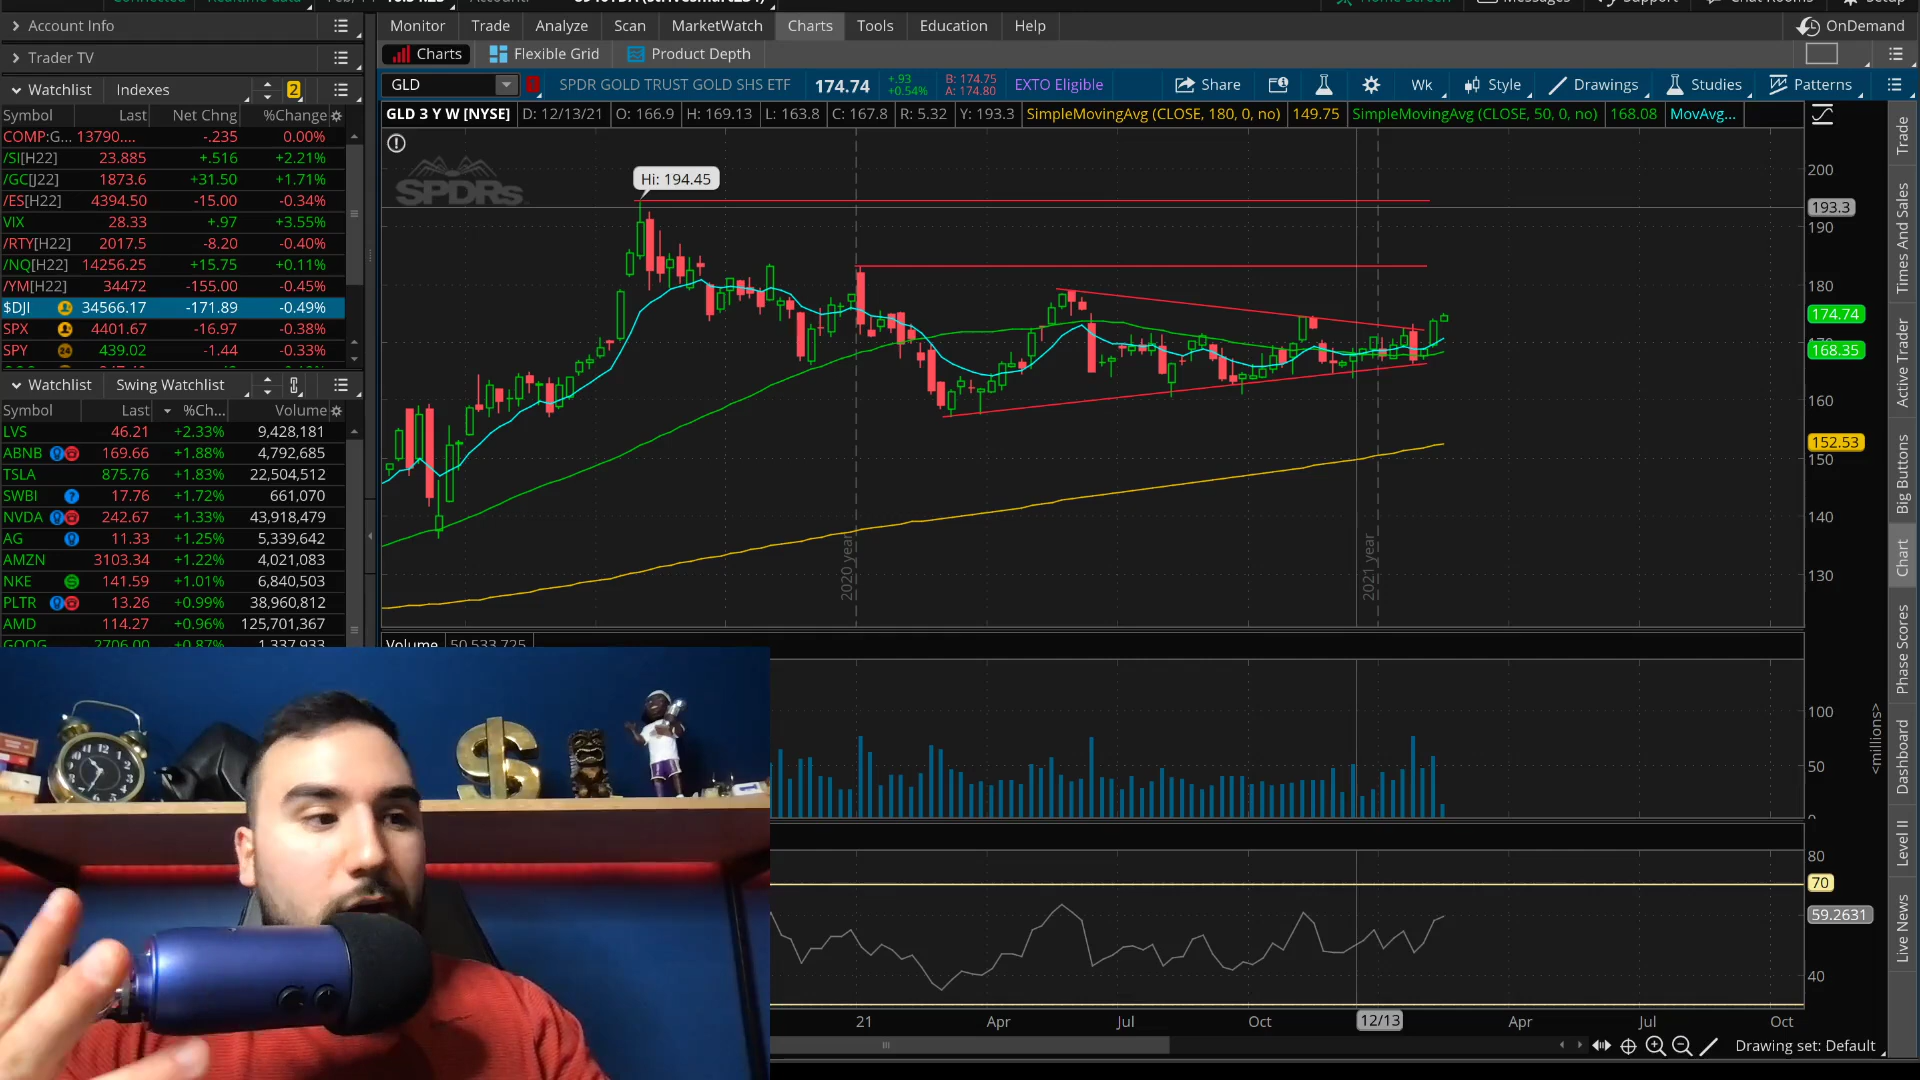 Account Info
Trader TV
Watchlist Indexes 2
Symbol Last Net Chng %Change
COMP:G... 13790.... -.235 0.00%
/SI[H22] 23.885 +.516 +2.21%
/GC[J22] 1873.6 +31.50 +1.71%
/ES[H22] 4394.50 -15.00 -0.34%
VIX 28.33 +.97 +3.55%
/RTY[H22] 2017.5 -8.20 -0.40%
/NQ[H22] 14256.25 +15.75 +0.11%
/YM[H22] 34472 -155.00 -0.45%
$DJI 34566.17 -171.89 -0.49%
SPX 4401.67 -16.97 -0.38%
SPY 24 439.02 -1.44 -0.33%
Watchlist Swing Watchlist
Symbol Last %Ch... Volume
LVS 46.21 +2.33% 9,428,181
ABNB 169.66 +1.88% 4,792,685
TSLA 875.76 +1.83% 22,504,512
SWBI 17.76 +1.72% 661,070
NVDA 242.67 +1.33% 43,918,479
AG 11.33 +1.25% 5,339,642
AMZN 3103.34 +1.22% 4,021,083
NKE 141.59 +1.01% 6,840,503
PLTR 13.26 +0.99% 38,960,812
AMD 114.27 +0.96% 125,701,367
GOOG 2706.00 +0.87% 1,337,933
Monitor Trade Analyze Scan MarketWatch Charts Tools Education Help OnDemand
Charts Flexible Grid Product Depth
GLD SPDR GOLD TRUST GOLD SHS ETF 174.74 +.93 +0.54% B: 174.75 A: 174.80 EXTO Eligible Share Wk Style Drawings Studies Patterns
GLD 3 Y W [NYSE] D: 12/13/21 O: 166.9 H: 169.13 L: 163.8 C: 167.8 R: 5.32 Y: 193.3 SimpleMovingAvg (CLOSE, 180, 0, no) 149.75 SimpleMovingAvg (CLOSE, 50, 0, no) 168.08 MovAvg...
SPDRs
Hi: 194.45
200
193.3
190
180
174.74
168.35
160
152.53
150
140
130
2020 year
2021 year
Volume 50,533,725
100
50
<millions>
80
70
59.2631
40
21 Apr Jul Oct 12/13 Apr Jul Oct
Drawing set: Default
Trade
Times And Sales
Active Trader
Big Buttons
Chart
Phase Scores
Dashboard
Level II
Live News